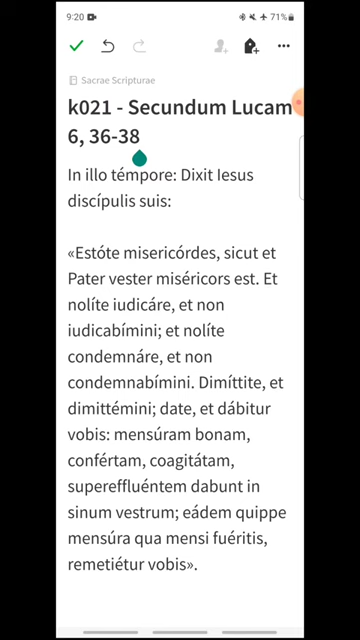 9:20 71%
Sacrae Scripturae
k021 - Secundum Lucam
6, 36-38
In illo témpore: Dixit Iesus
discípulis suis:
«Estóte misericórdes, sicut et
Pater vester miséricors est. Et
nolíte iudicáre, et non
iudicabímini; et nolíte
condemnáre, et non
condemnabímini. Dimíttite, et
dimittémini; date, et dábitur
vobis: mensúram bonam,
confértam, coagitátam,
supereffluéntem dabunt in
sinum vestrum; eádem quippe
mensúra qua mensi fuéritis,
remetiétur vobis».